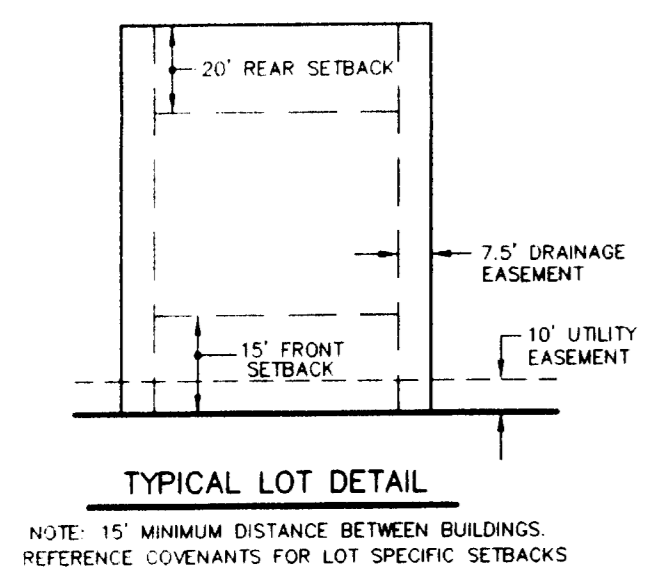 20' REAR SETBACK
7.5' DRAINAGE
EASEMENT
10' UTILITY
EASEMENT
15' FRONT
SETBACK
TYPICAL LOT DETAIL
NOTE: 15' MINIMUM DISTANCE BETWEEN BUILDINGS.
REFERENCE COVENANTS FOR LOT SPECIFIC SETBACKS